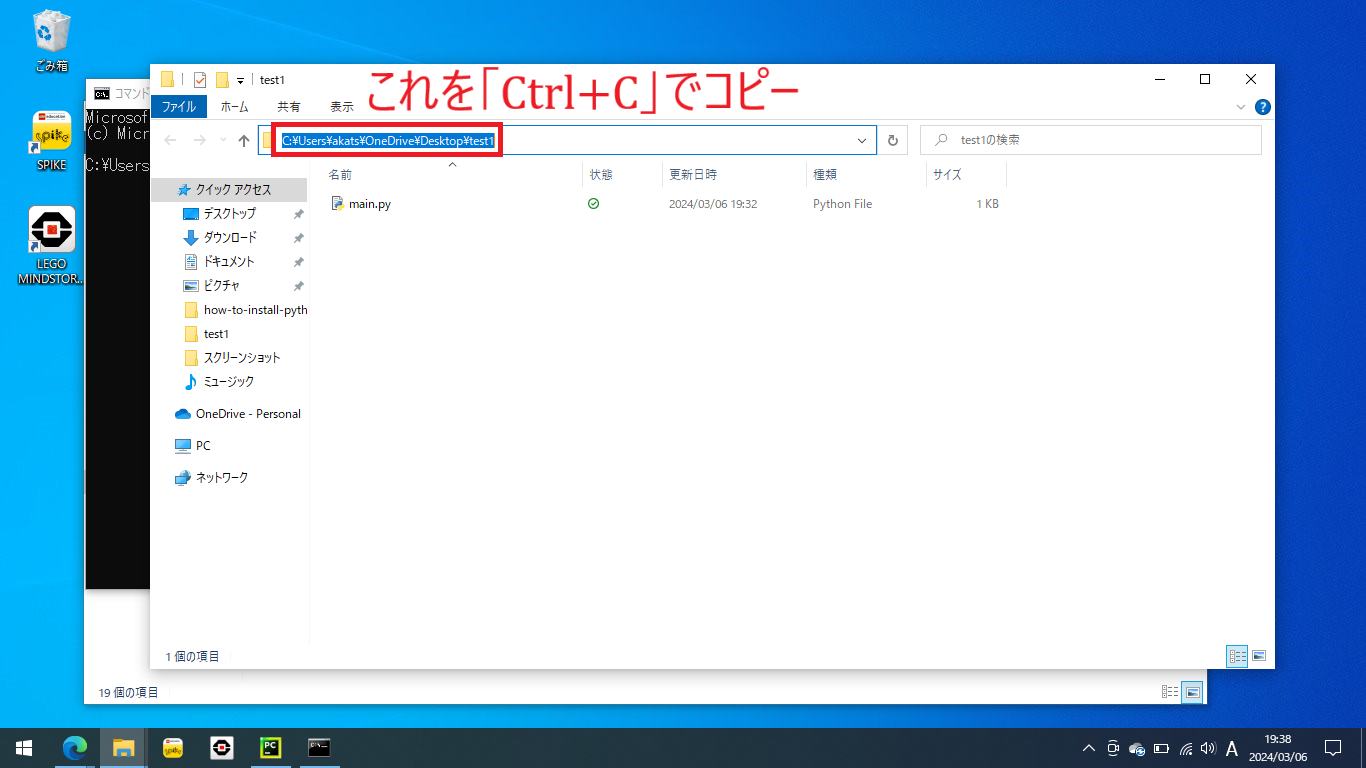 ごみ箱
SPIKE
LEGO
MINDSTOR...
コマンド
Microsof
(c) Micr
C:¥Users
test1
これを「Ctrl+C」でコピー
ファイル ホーム 共有 表示
C:¥Users¥akats¥OneDrive¥Desktop¥test1
test1の検索
名前 状態 更新日時 種類 サイズ
main.py 2024/03/06 19:32 Python File 1 KB
クイック アクセス
デスクトップ
ダウンロード
ドキュメント
ピクチャ
how-to-install-pyth
test1
スクリーンショット
ミュージック
OneDrive - Personal
PC
ネットワーク
1 個の項目
19 個の項目
A
19:38
2024/03/06